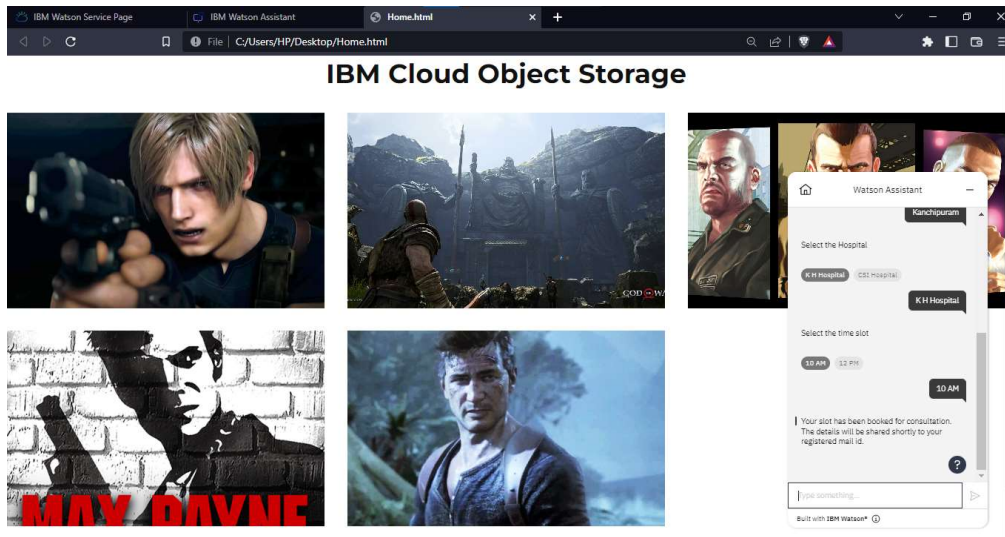 IBM Watson Service Page
IBM Watson Assistant
Home.html
File C:/Users/HP/Desktop/Home.html
IBM Cloud Object Storage
GOD WA
MAX PAYNE
Watson Assistant
Kanchipuram
Select the Hospital
K H Hospital CSI Hospital
K H Hospital
Select the time slot
10 AM 12 PM
10 AM
Your slot has been booked for consultation.
The details will be shared shortly to your
registered mail id.
?
Type something...
Built with IBM Watson®